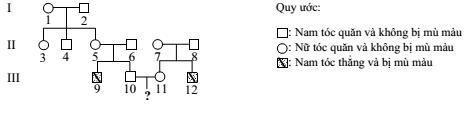 I
1 2
Quy ước:
□: Nam tóc quăn và không bị mù màu
II
3 4 5 6 7 8
○: Nữ tóc quăn và không bị mù màu
: Nam tóc thẳng và bị mù màu
III
9 10 11 12
?